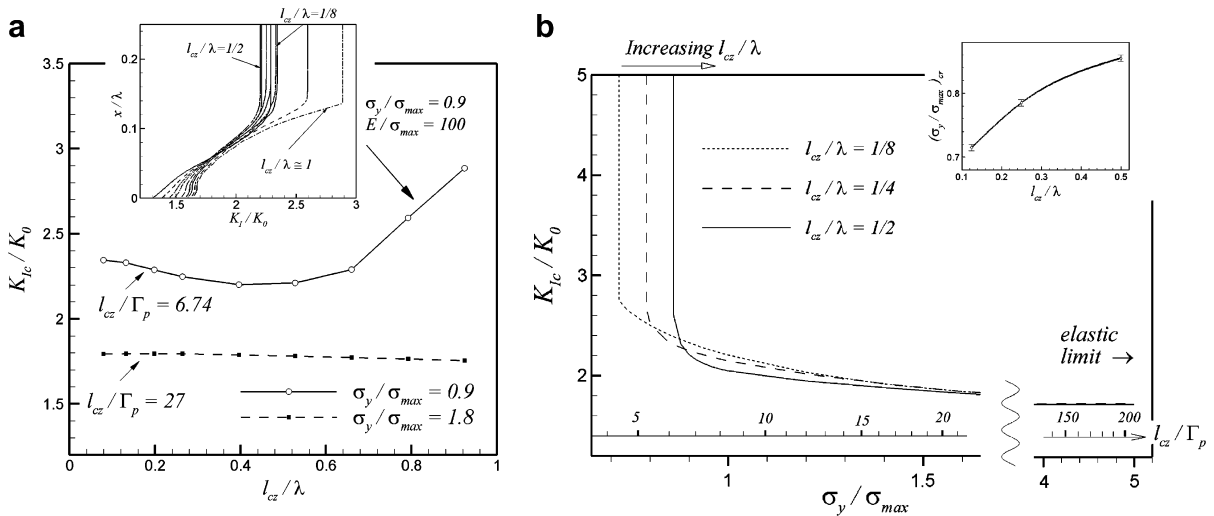 a
K_Ic / K_0
3.5
3.0
2.5
2.0
1.5
0
0.2
0.4
0.6
0.8
1
l_cz / λ
l_cz / λ = 1/8
l_cz / λ = 1/2
x / λ
0.2
0.1
0
1.5
2
2.5
3
K_I / K_0
l_cz / λ ≅ 1
σ_y / σ_max = 0.9
E / σ_max = 100
l_cz / Γ_p = 6.74
l_cz / Γ_p = 27
σ_y / σ_max = 0.9
σ_y / σ_max = 1.8
b
Increasing l_cz / λ
K_Ic / K_0
5
4
3
2
l_cz / λ = 1/8
l_cz / λ = 1/4
l_cz / λ = 1/2
(σ_y / σ_max)_cr
0.8
0.7
0.1
0.2
0.3
0.4
0.5
l_cz / λ
elastic
limit →
5
10
15
20
150
200
l_cz / Γ_p
1
1.5
4
5
σ_y / σ_max